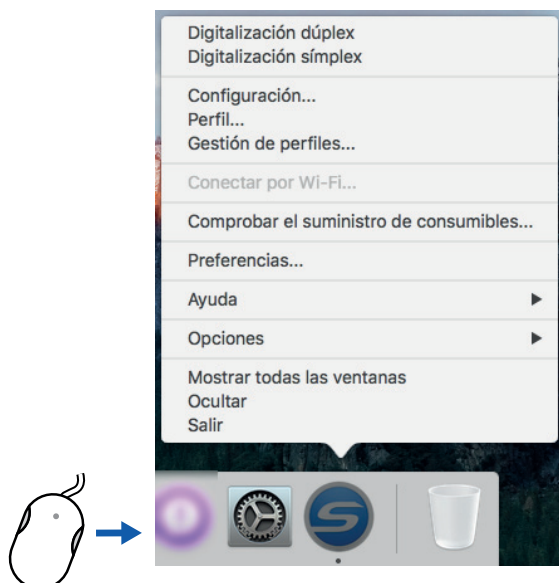 Digitalización dúplex
Digitalización símplex
Configuración...
Perfil...
Gestión de perfiles...
Conectar por Wi-Fi...
Comprobar el suministro de consumibles...
Preferencias...
Ayuda
Opciones
Mostrar todas las ventanas
Ocultar
Salir
S